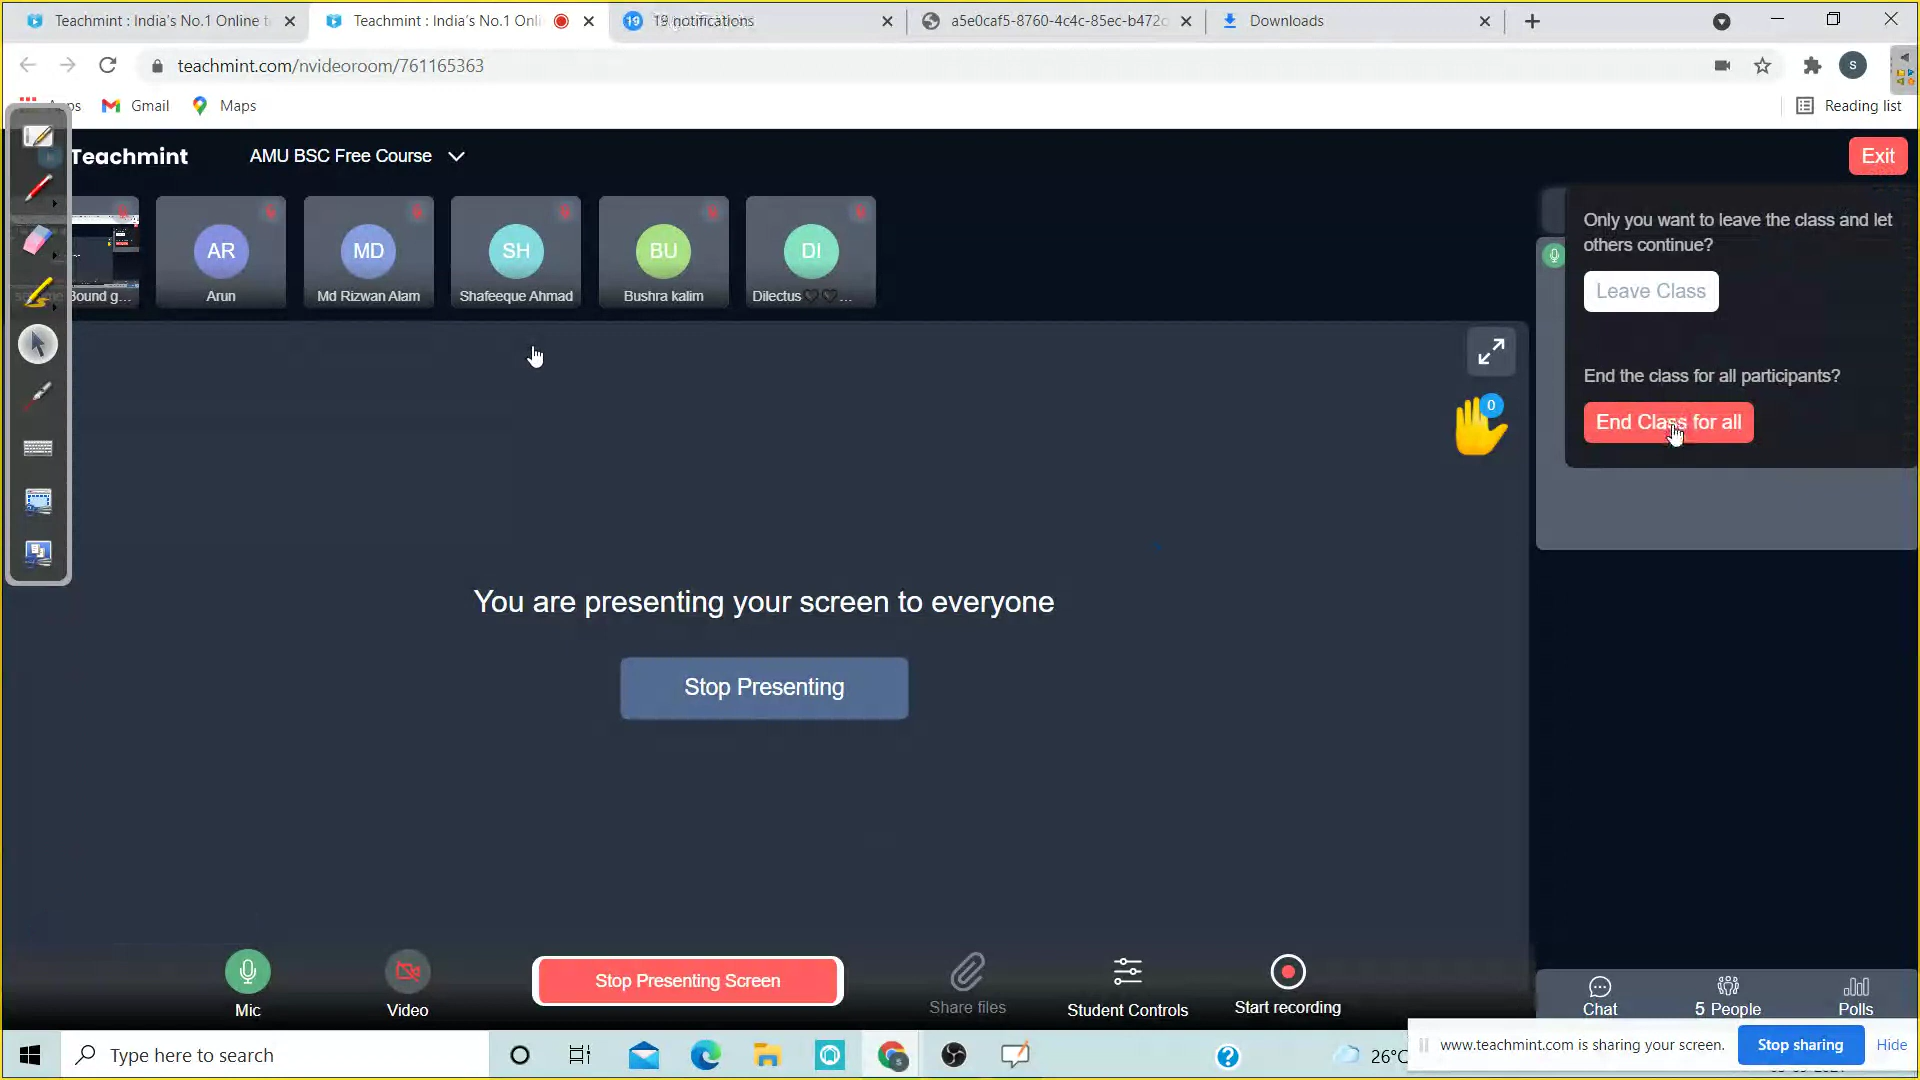 Teachmint : India's No.1 Online t
Teachmint : India's No.1 Onli
19
19 notifications
a5e0caf5-8760-4c4c-85ec-b472c
Downloads
teachmint.com/nvideoroom/761165363
S
Gmail
Maps
Reading list
Teachmint
AMU BSC Free Course
Exit
AR
MD
SH
BU
DI
Bound g...
Arun
Md Rizwan Alam
Shafeeque Ahmad
Bushra kalim
Dilectus♡♡...
Only you want to leave the class and let
others continue?
Leave Class
End the class for all participants?
End Class for all
0
You are presenting your screen to everyone
Stop Presenting
Mic
Video
Stop Presenting Screen
Share files
Student Controls
Start recording
Chat
5 People
Polls
Type here to search
26°C
www.teachmint.com is sharing your screen.
Stop sharing
Hide